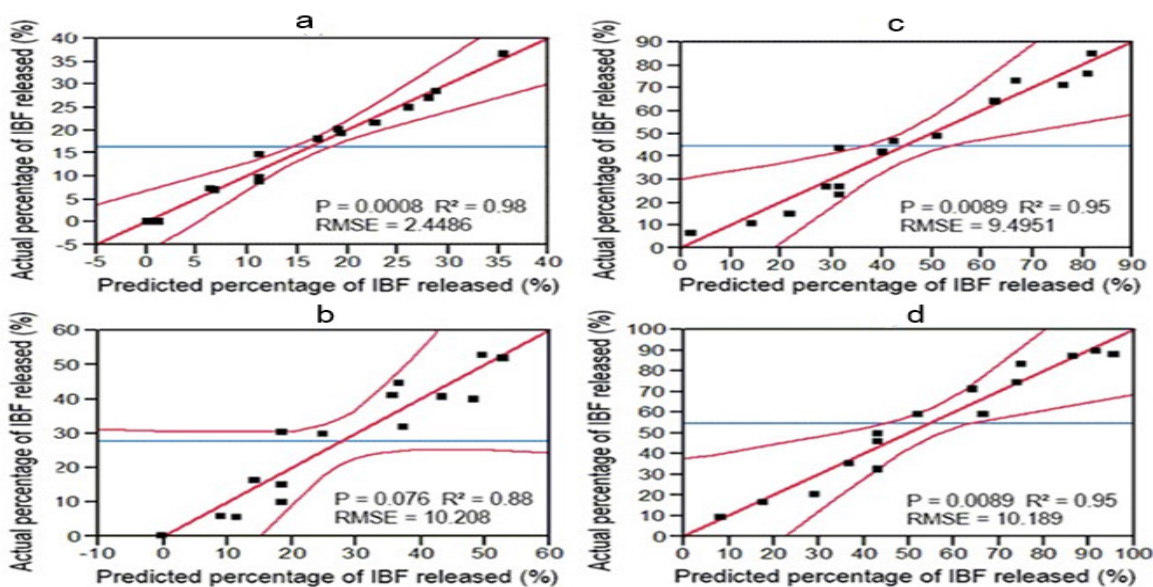 a
Actual percentage of IBF released (%)
40
35
30
25
20
15
10
5
0
-5
P = 0.0008 R² = 0.98
RMSE = 2.4486
-5 0 5 10 15 20 25 30 35 40
Predicted percentage of IBF released (%)
c
Actual percentage of IBF released (%)
90
80
70
60
50
40
30
20
10
0
P = 0.0089 R² = 0.95
RMSE = 9.4951
0 10 20 30 40 50 60 70 80 90
Predicted percentage of IBF released (%)
b
Actual percentage of IBF released (%)
60
50
40
30
20
10
0
P = 0.076 R² = 0.88
RMSE = 10.208
-10 0 10 20 30 40 50 60
Predicted percentage of IBF released (%)
d
Actual percentage of IBF released (%)
100
90
80
70
60
50
40
30
20
10
0
P = 0.0089 R² = 0.95
RMSE = 10.189
0 10 20 30 40 50 60 70 80 90 100
Predicted percentage of IBF released (%)